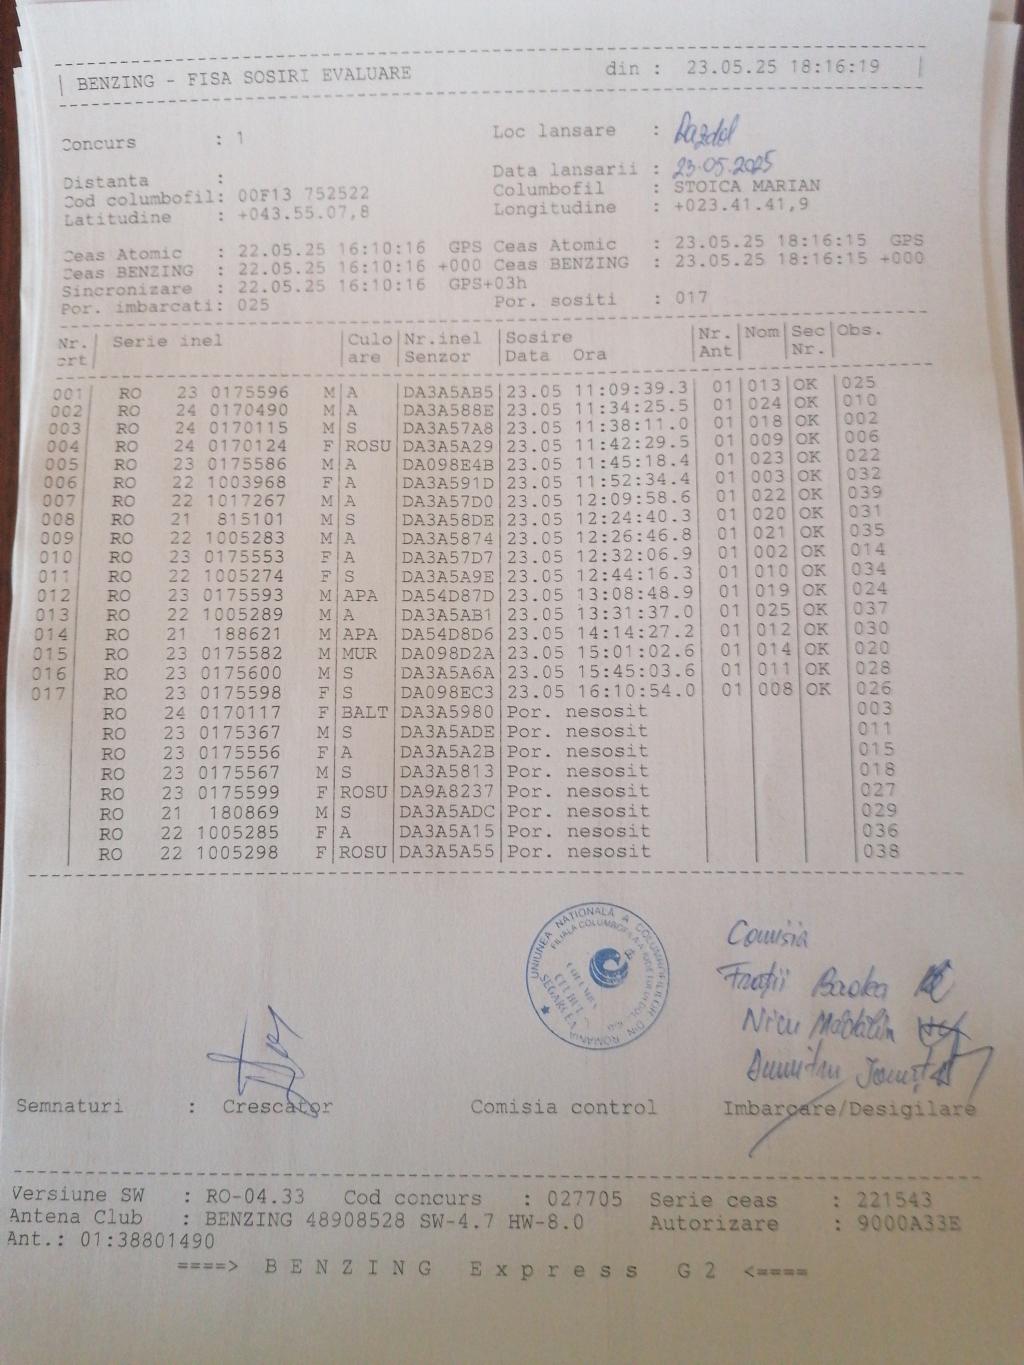 BENZING - FISA SOSIRI EVALUARE din : 23.05.25 18:16:19
Concurs : 1 Loc lansare :
Distanta : Data lansarii : 23.05.2025
Cod columbofil: 00F13 752522 Columbofil : STOICA MARIAN
Latitudine : +043.55.07,8 Longitudine : +023.41.41,9
Ceas Atomic : 22.05.25 16:10:16 GPS Ceas Atomic : 23.05.25 18:16:15 GPS
Ceas BENZING : 22.05.25 16:10:16 +000 Ceas BENZING : 23.05.25 18:16:15 +000
Sincronizare : 22.05.25 16:10:16 GPS+03h
Por. imbarcati: 025 Por. sositi : 017
Nr. | Serie inel |Culo |Nr.inel |Sosire |Nr. |Nom|Sec |Obs.
crt | |are |Senzor |Data Ora |Ant | |Nr. |
001 RO 23 0175596 M A DA3A5AB5 23.05 11:09:39.3 01 013 OK 025
002 RO 24 0170490 M A DA3A588E 23.05 11:34:25.5 01 024 OK 010
003 RO 24 0170115 M S DA3A57A8 23.05 11:38:11.0 01 018 OK 002
004 RO 24 0170124 F ROSU DA3A5A29 23.05 11:42:29.5 01 009 OK 006
005 RO 23 0175586 M A DA098E4B 23.05 11:45:18.4 01 023 OK 022
006 RO 22 1003968 F A DA3A591D 23.05 11:52:34.4 01 003 OK 032
007 RO 22 1017267 M A DA3A57D0 23.05 12:09:58.6 01 022 OK 039
008 RO 21 815101 M S DA3A58DE 23.05 12:24:40.3 01 020 OK 031
009 RO 22 1005283 M A DA3A5874 23.05 12:26:46.8 01 021 OK 035
010 RO 23 0175553 F A DA3A57D7 23.05 12:32:06.9 01 002 OK 014
011 RO 22 1005274 F S DA3A5A9E 23.05 12:44:16.3 01 010 OK 034
012 RO 23 0175593 M APA DA54D87D 23.05 13:08:48.9 01 019 OK 024
013 RO 22 1005289 M A DA3A5AB1 23.05 13:31:37.0 01 025 OK 037
014 RO 21 188621 M APA DA54D8D6 23.05 14:14:27.2 01 012 OK 030
015 RO 23 0175582 M MUR DA098D2A 23.05 15:01:02.6 01 014 OK 020
016 RO 23 0175600 M S DA3A5A6A 23.05 15:45:03.6 01 011 OK 028
017 RO 23 0175598 F S DA098EC3 23.05 16:10:54.0 01 008 OK 026
RO 24 0170117 F BALT DA3A5980 Por. nesosit 003
RO 23 0175367 M S DA3A5ADE Por. nesosit 011
RO 23 0175556 F A DA3A5A2B Por. nesosit 015
RO 23 0175567 M S DA3A5813 Por. nesosit 018
RO 23 0175599 F ROSU DA9A8237 Por. nesosit 027
RO 21 180869 M S DA3A5ADC Por. nesosit 029
RO 22 1005285 F A DA3A5A15 Por. nesosit 036
RO 22 1005298 F ROSU DA3A5A55 Por. nesosit 038
UNIUNEA NATIONALĂ A COLUMBOFILILOR DIN ROMANIA
SEGARCEA
Comisia
Frații
Nicu
Dumitru
Semnaturi : Crescator Comisia control Imbarcare/Desigilare
Versiune SW : RO-04.33 Cod concurs : 027705 Serie ceas : 221543
Antena Club : BENZING 48908528 SW-4.7 HW-8.0 Autorizare : 9000A33E
Ant.: 01:38801490
====> B E N Z I N G E x p r e s s G 2 <====